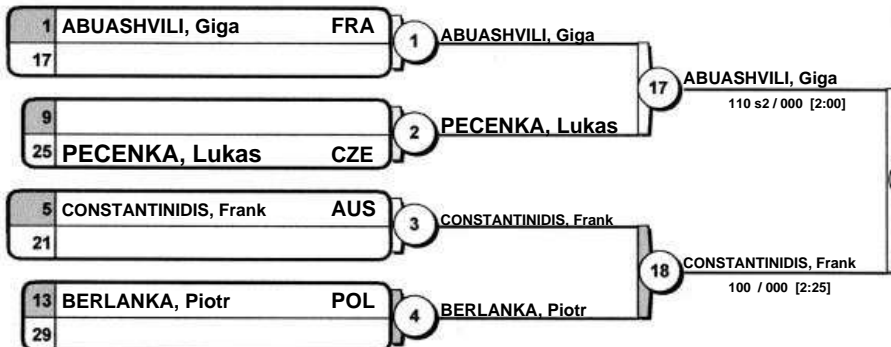 1 ABUASHVILI, Giga FRA
17
1
ABUASHVILI, Giga
9
25 PECENKA, Lukas CZE
2
PECENKA, Lukas
17
ABUASHVILI, Giga
110 s2 / 000 [2:00]
5 CONSTANTINIDIS, Frank AUS
21
3
CONSTANTINIDIS, Frank
13 BERLANKA, Piotr POL
29
4
BERLANKA, Piotr
18
CONSTANTINIDIS, Frank
100 / 000 [2:25]